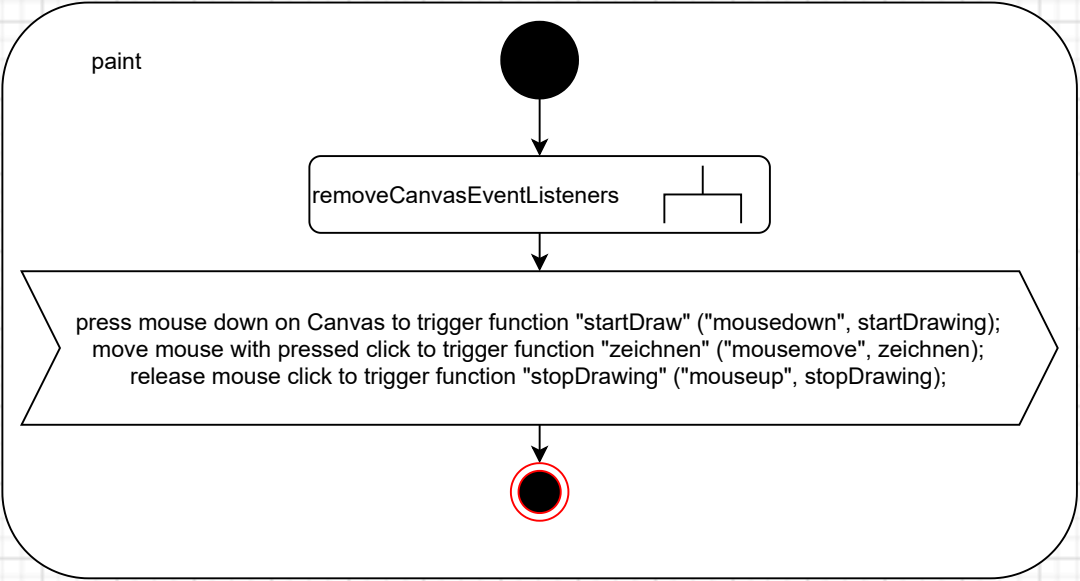 paint
removeCanvasEventListeners
press mouse down on Canvas to trigger function "startDraw" ("mousedown", startDrawing);
move mouse with pressed click to trigger function "zeichnen" ("mousemove", zeichnen);
release mouse click to trigger function "stopDrawing" ("mouseup", stopDrawing);